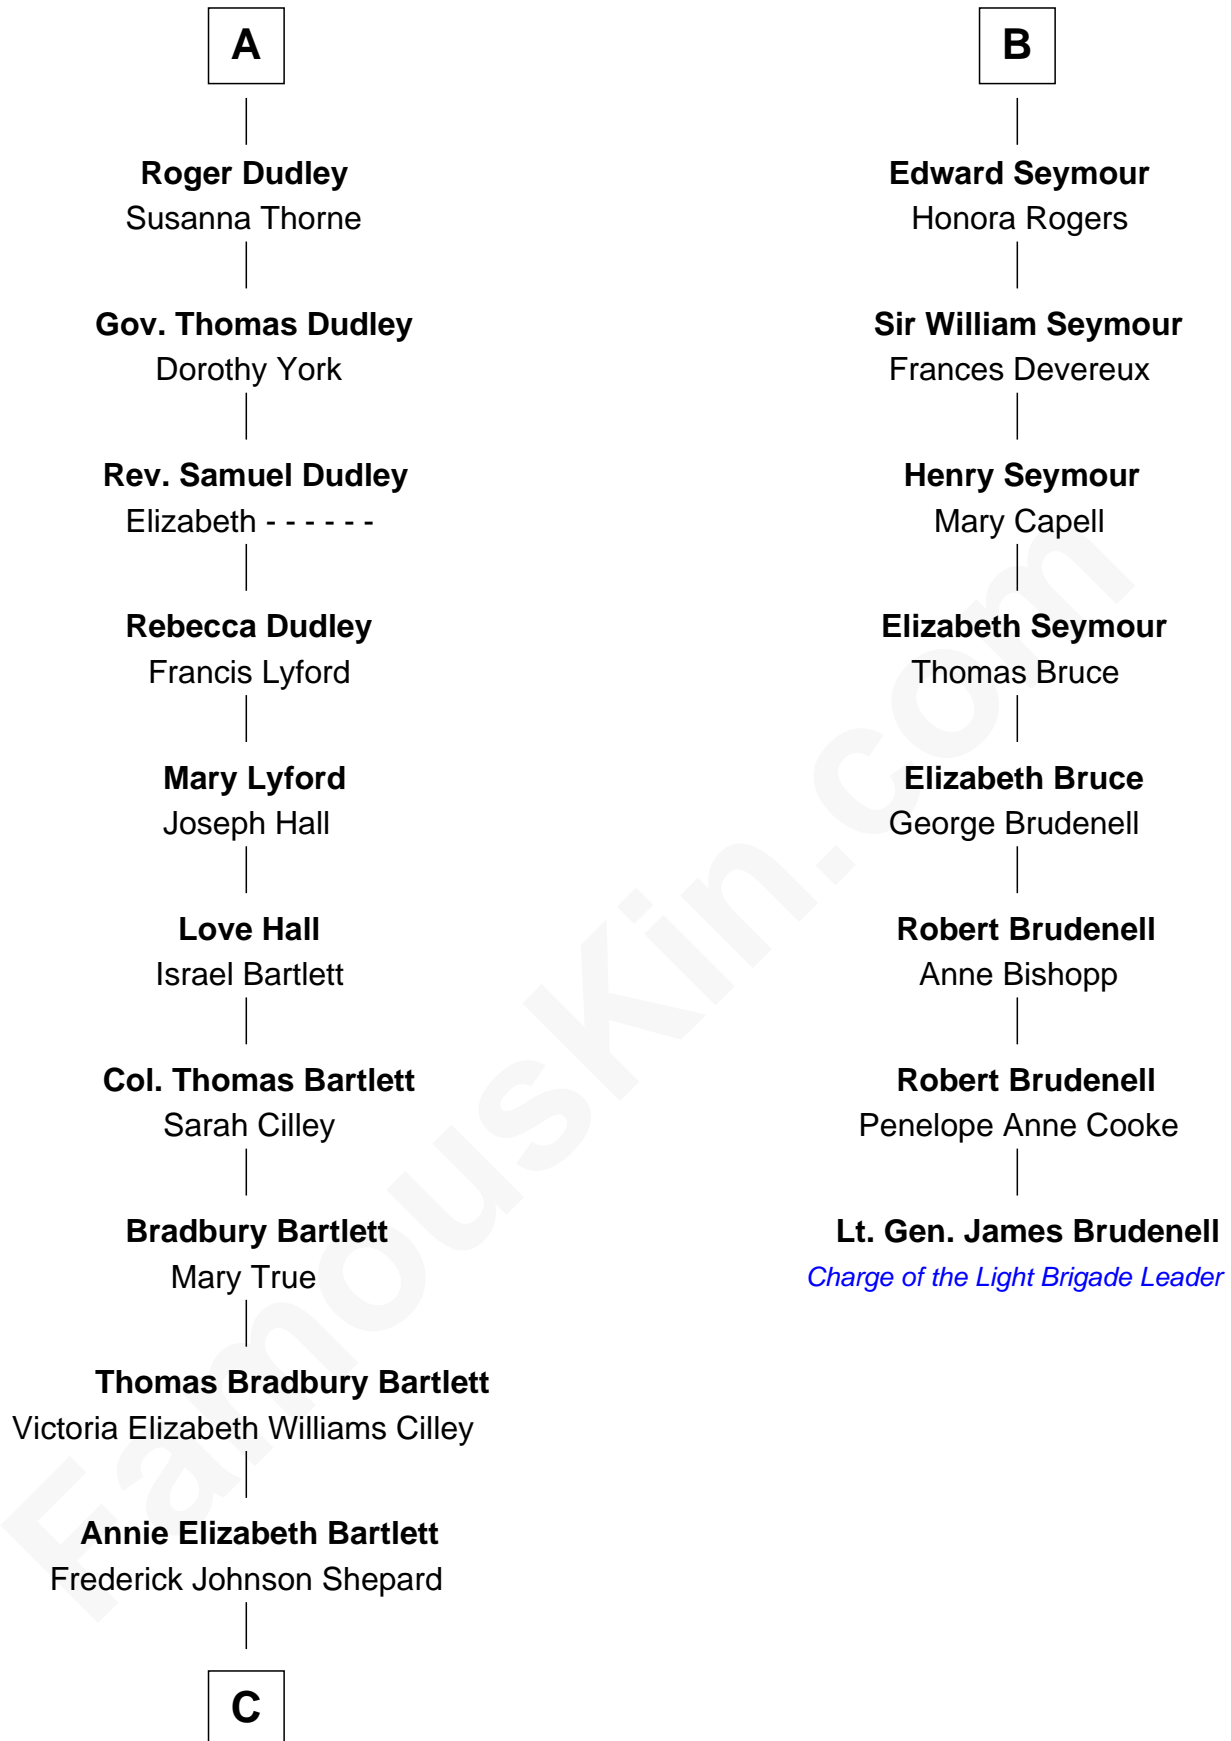 A
Roger Dudley
Susanna Thorne
Gov. Thomas Dudley
Dorothy York
Rev. Samuel Dudley
Elizabeth - - - - - -
Rebecca Dudley
Francis Lyford
Mary Lyford
Joseph Hall
Love Hall
Israel Bartlett
Col. Thomas Bartlett
Sarah Cilley
Bradbury Bartlett
Mary True
Thomas Bradbury Bartlett
Victoria Elizabeth Williams Cilley
Annie Elizabeth Bartlett
Frederick Johnson Shepard
C
B
Edward Seymour
Honora Rogers
Sir William Seymour
Frances Devereux
Henry Seymour
Mary Capell
Elizabeth Seymour
Thomas Bruce
Elizabeth Bruce
George Brudenell
Robert Brudenell
Anne Bishopp
Robert Brudenell
Penelope Anne Cooke
Lt. Gen. James Brudenell
Charge of the Light Brigade Leader
FamousKin.com